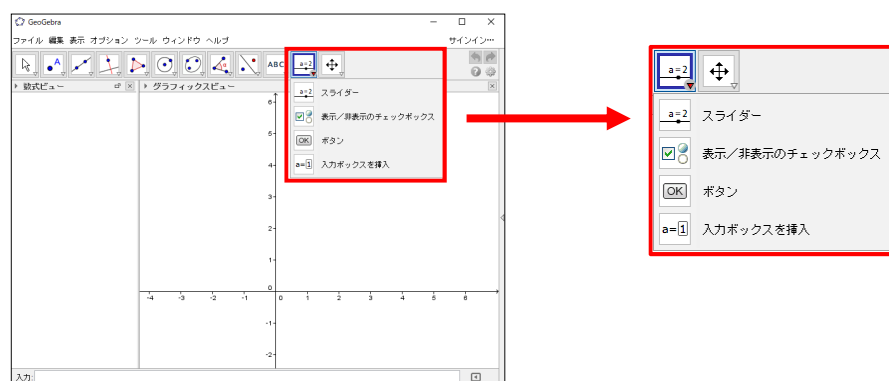 GeoGebra
ファイル 編集 表示 オプション ツール ウィンドウ ヘルプ サインイン…
ABC a=2
数式ビュー グラフィックスビュー
a=2 スライダー
表示／非表示のチェックボックス
OK ボタン
a=1 入力ボックスを挿入
6
5
4
3
2
1
0
-4 -3 -2 -1 0 1 2 3 4 5 6
-1
-2
入力:
a=2
a=2 スライダー
表示／非表示のチェックボックス
OK ボタン
a=1 入力ボックスを挿入